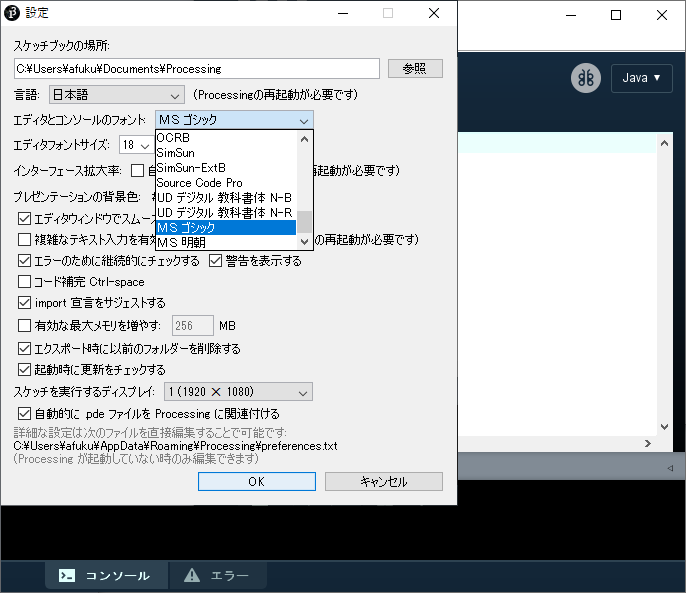 設定
スケッチブックの場所:
C:¥Users¥afuku¥Documents¥Processing
参照
言語: 日本語 (Processingの再起動が必要です)
Java ▼
エディタとコンソールのフォント: ＭＳ ゴシック
エディタフォントサイズ: 18
OCRB
SimSun
SimSun-ExtB
Source Code Pro
UD デジタル 教科書体 N-B
UD デジタル 教科書体 N-R
ＭＳ ゴシック
ＭＳ 明朝
インターフェース拡大率: 再起動が必要です)
プレゼンテーションの背景色:
エディタウィンドウでスムース
複雑なテキスト入力を有効 の再起動が必要です)
エラーのために継続的にチェックする 警告を表示する
コード補完 Ctrl-space
import 宣言をサジェストする
有効な最大メモリを増やす: 256 MB
エクスポート時に以前のフォルダーを削除する
起動時に更新をチェックする
スケッチを実行するディスプレイ: 1 (1920 × 1080)
自動的に .pde ファイルを Processing に関連付ける
詳細な設定は次のファイルを直接編集することで可能です:
C:¥Users¥afuku¥AppData¥Roaming¥Processing¥preferences.txt
(Processing が起動していない時のみ編集できます)
OK キャンセル
コンソール エラー